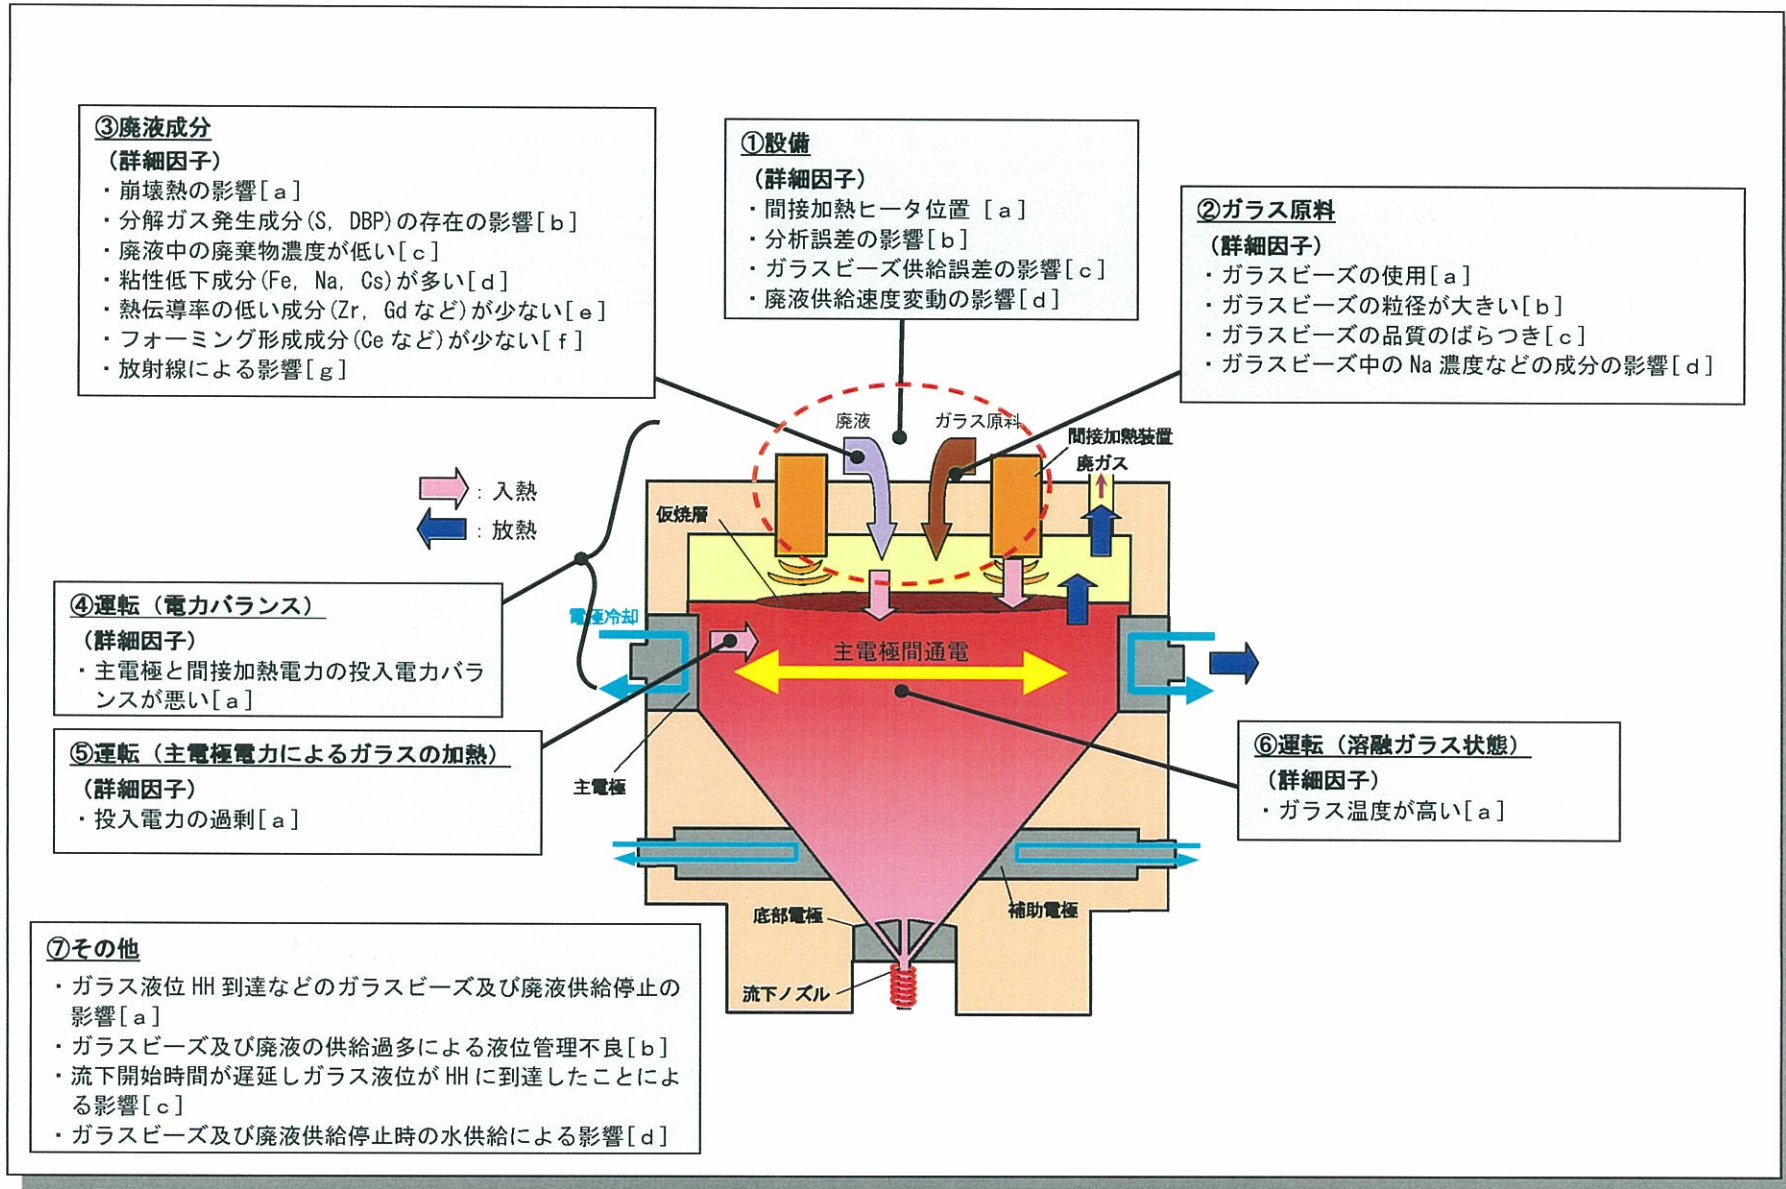 ③廃液成分
(詳細因子)
・崩壊熱の影響[a]
・分解ガス発生成分(S, DBP)の存在の影響[b]
・廃液中の廃棄物濃度が低い[c]
・粘性低下成分(Fe, Na, Cs)が多い[d]
・熱伝導率の低い成分(Zr, Gd など)が少ない[e]
・フォーミング形成成分(Ce など)が少ない[f]
・放射線による影響[g]
①設備
(詳細因子)
・間接加熱ヒータ位置 [a]
・分析誤差の影響[b]
・ガラスビーズ供給誤差の影響[c]
・廃液供給速度変動の影響[d]
②ガラス原料
(詳細因子)
・ガラスビーズの使用[a]
・ガラスビーズの粒径が大きい[b]
・ガラスビーズの品質のばらつき[c]
・ガラスビーズ中の Na 濃度などの成分の影響[d]
廃液
ガラス原料
間接加熱装置
廃ガス
:入熱
:放熱
仮焼層
④運転(電力バランス)
(詳細因子)
・主電極と間接加熱電力の投入電力バラ
ンスが悪い[a]
電極冷却
主電極間通電
⑤運転(主電極電力によるガラスの加熱)
(詳細因子)
・投入電力の過剰[a]
主電極
⑥運転(溶融ガラス状態)
(詳細因子)
・ガラス温度が高い[a]
底部電極
補助電極
流下ノズル
⑦その他
・ガラス液位 HH 到達などのガラスビーズ及び廃液供給停止の
影響[a]
・ガラスビーズ及び廃液の供給過多による液位管理不良[b]
・流下開始時間が遅延しガラス液位が HH に到達したことによ
る影響[c]
・ガラスビーズ及び廃液供給停止時の水供給による影響[d]